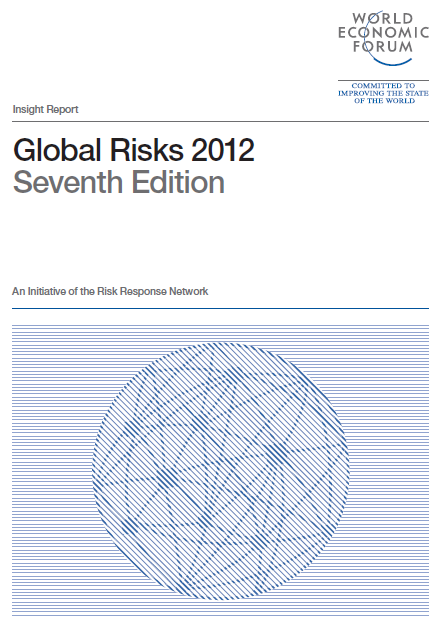 WORLD
ECONOMIC
FORUM
COMMITTED TO
IMPROVING THE STATE
OF THE WORLD
Insight Report
Global Risks 2012
Seventh Edition
An Initiative of the Risk Response Network